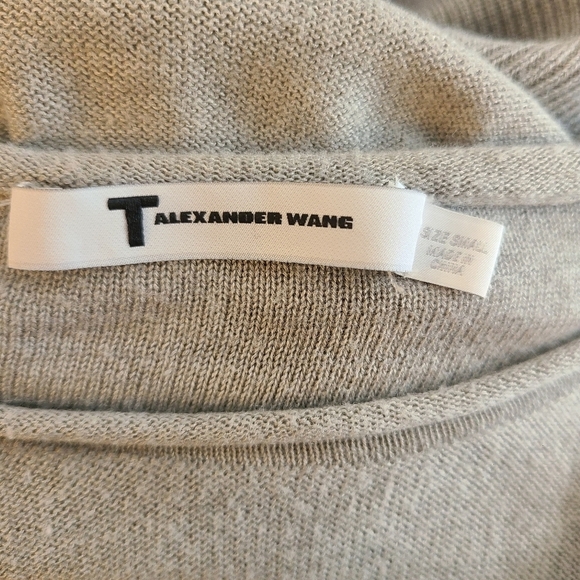 T ALEXANDER WANG
SIZE SMALL
MADE IN
CHINA